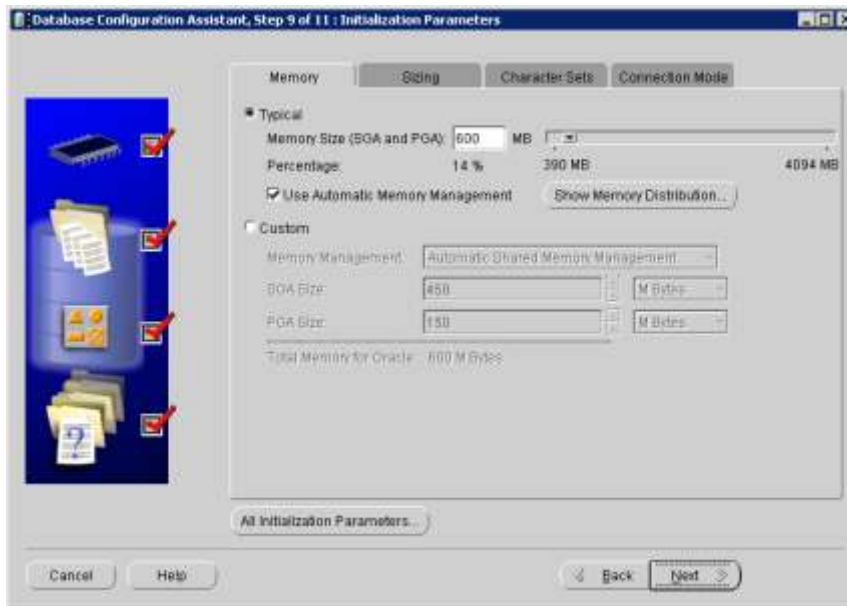 Database Configuration Assistant, Step 9 of 11 : Initialization Parameters
Memory Sizing Character Sets Connection Mode
Typical
Memory Size (SGA and PGA): 600 MB
Percentage: 14 % 390 MB 4094 MB
Use Automatic Memory Management Show Memory Distribution...
Custom
Memory Management Automatic Shared Memory Management
SGA Size: 450 M Bytes
PGA Size: 150 M Bytes
Total Memory for Oracle 600 M Bytes
?
All Initialization Parameters...
Cancel Help Back Next